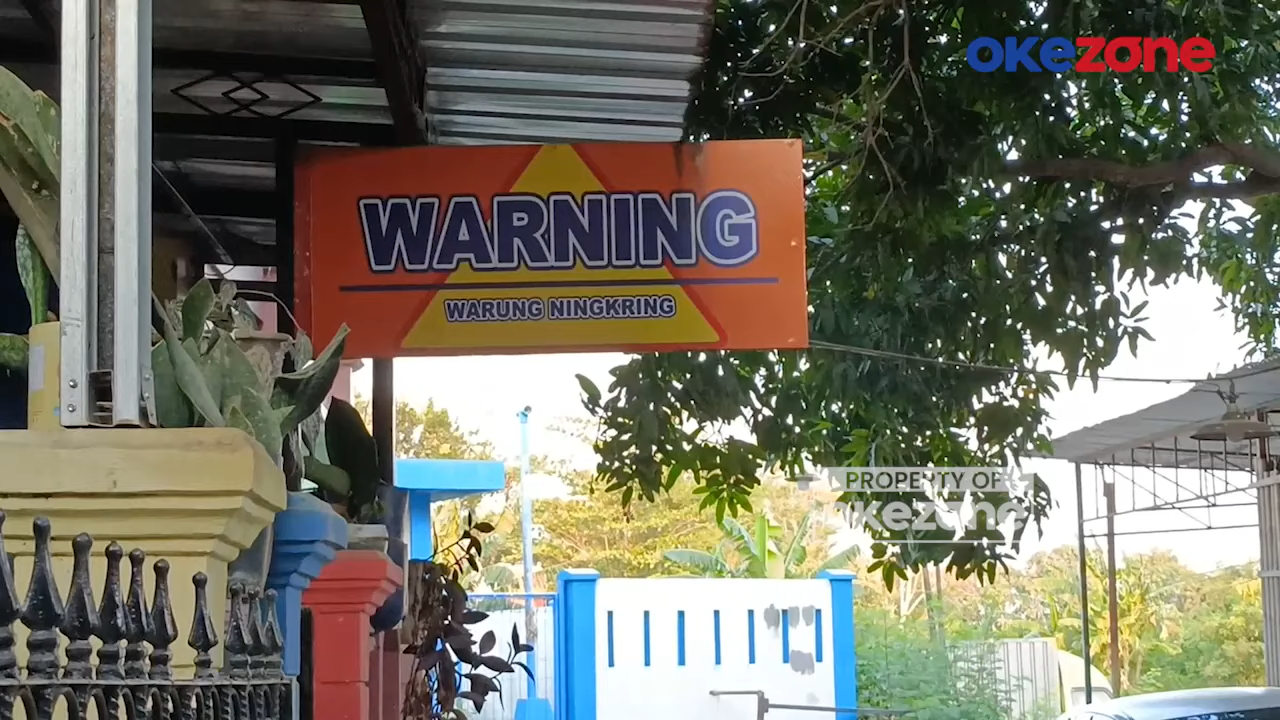 okezone
WARNING
WARUNG NINGKRING
PROPERTY OF
okezone